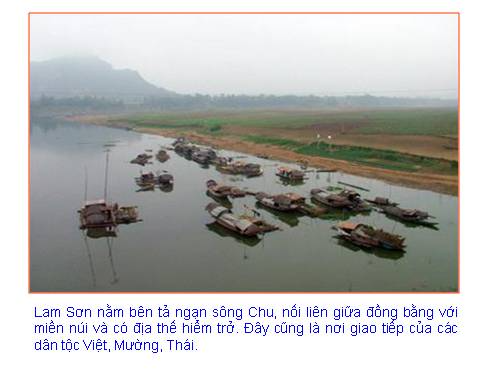 Lam Sơn nằm bên tả ngạn sông Chu, nối liên giữa đồng bằng với
miền núi và có địa thế hiểm trở. Đây cũng là nơi giao tiếp của các
dân tộc Việt, Mường, Thái.